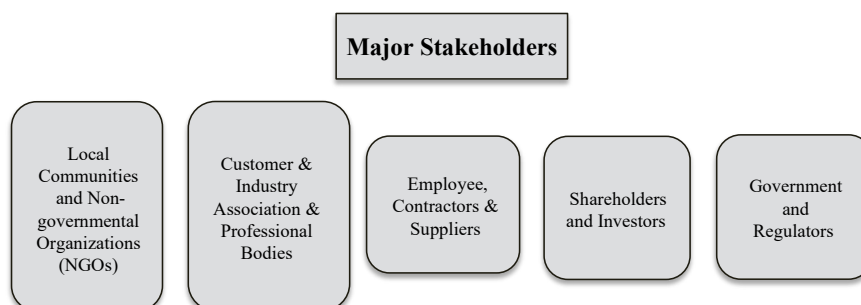 Major Stakeholders
Local
Communities
and Non-
governmental
Organizations
(NGOs)
Customer &
Industry
Association &
Professional
Bodies
Employee,
Contractors &
Suppliers
Shareholders
and Investors
Government
and
Regulators